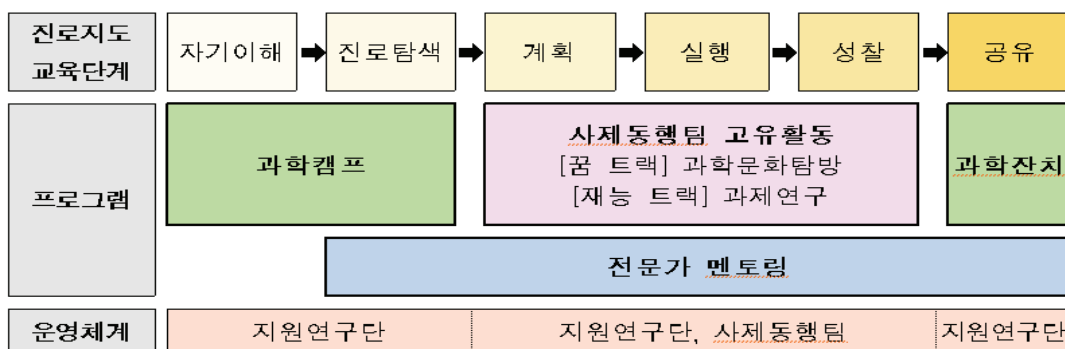 진로지도
교육단계
자기이해
진로탐색
계획
실행
성찰
공유
프로그램
과학캠프
사제동행팀 고유활동
[꿈 트랙] 과학문화탐방
[재능 트랙] 과제연구
과학잔치
전문가 멘토링
운영체계
지원연구단
지원연구단, 사제동행팀
지원연구단